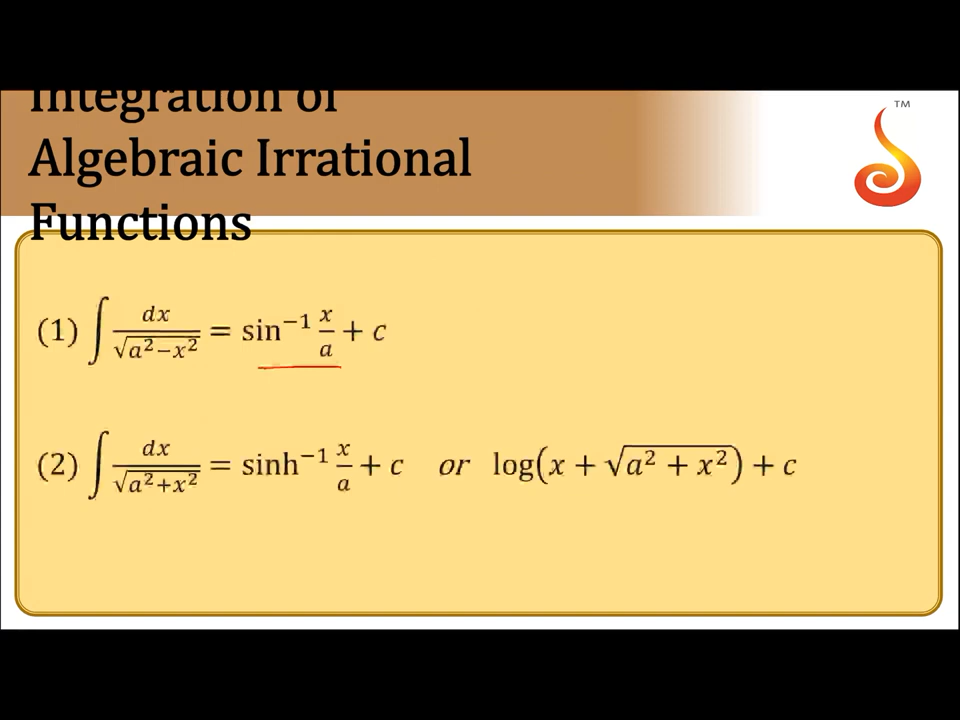 Integration of
Algebraic Irrational
Functions
TM
(1) ∫ dx/√(a²−x²) = sin⁻¹ x/a + c
(2) ∫ dx/√(a²+x²) = sinh⁻¹ x/a + c or log(x + √(a² + x²)) + c